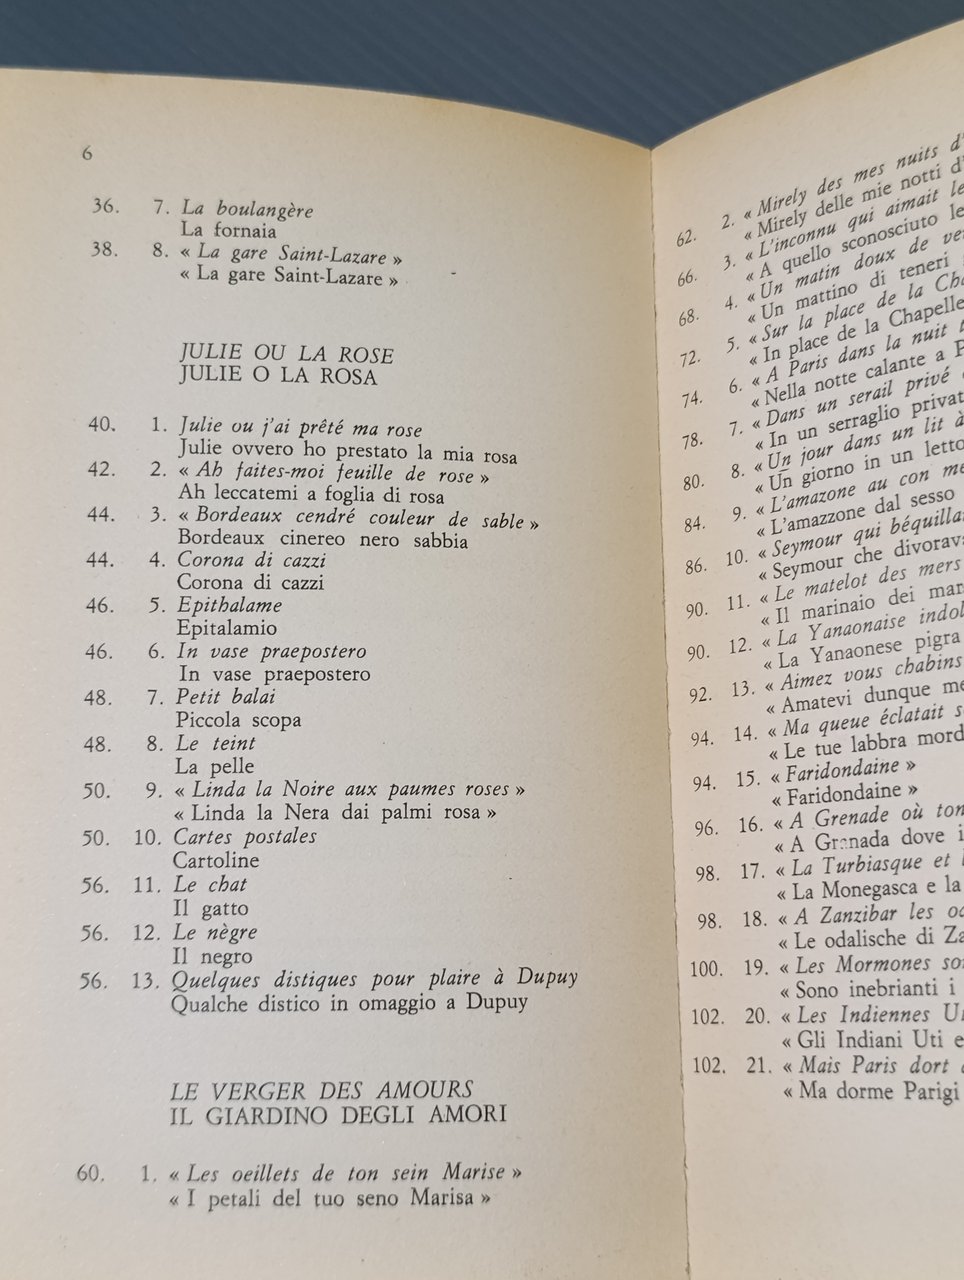 6
36. 7. La boulangère
La fornaia
38. 8. « La gare Saint-Lazare »
« La gare Saint-Lazare »
JULIE OU LA ROSE
JULIE O LA ROSA
40. 1. Julie ou j'ai prêté ma rose
Julie ovvero ho prestato la mia rosa
42. 2. « Ah faites-moi feuille de rose »
Ah leccatemi a foglia di rosa
44. 3. « Bordeaux cendré couleur de sable »
Bordeaux cinereo nero sabbia
44. 4. Corona di cazzi
Corona di cazzi
46. 5. Epithalame
Epitalamio
46. 6. In vase praepostero
In vase praepostero
48. 7. Petit balai
Piccola scopa
48. 8. Le teint
La pelle
50. 9. « Linda la Noire aux paumes roses »
« Linda la Nera dai palmi rosa »
50. 10. Cartes postales
Cartoline
56. 11. Le chat
Il gatto
56. 12. Le nègre
Il negro
56. 13. Quelques distiques pour plaire à Dupuy
Qualche distico in omaggio a Dupuy
LE VERGER DES AMOURS
IL GIARDINO DEGLI AMORI
60. 1. « Les oeillets de ton sein Marise »
« I petali del tuo seno Marisa »
62. 2. « Mirely des mes nuits d'
« Mirely delle mie notti d'
66. 3. « L'inconnu qui aimait
« A quello sconosciuto
68. 4. « Un matin doux de
« Un mattino di teneri
72. 5. « Sur la place de la
« In place de la Chapelle
74. 6. « A Paris dans la nuit
« Nella notte calante a
78. 7. « Dans un serail privé
« In un serraglio
80. 8. « Un jour dans un lit à
« Un giorno in un letto
84. 9. « L'amazone au con
« L'amazzone dal sesso
86. 10. « Seymour qui
« Seymour che
90. 11. « Le matelot des mers
« Il marinaio dei
90. 12. « La Yanaonaise
« La Yanaonese pigra
92. 13. « Aimez vous chabins
« Amatevi dunque
94. 14. « Ma queue éclatait
« Le tue labbra
94. 15. « Faridondaine »
« Faridondaine »
96. 16. « A Grenade où ton
« A Granada dove
98. 17. « La Turbiasque et
« La Monegasca e la
98. 18. « A Zanzibar les
« Le odalische di
100. 19. « Les Mormones
« Sono inebrianti i
102. 20. « Les Indiennes
« Gli Indiani Uti e
102. 21. « Mais Paris dort
« Ma dorme Parigi